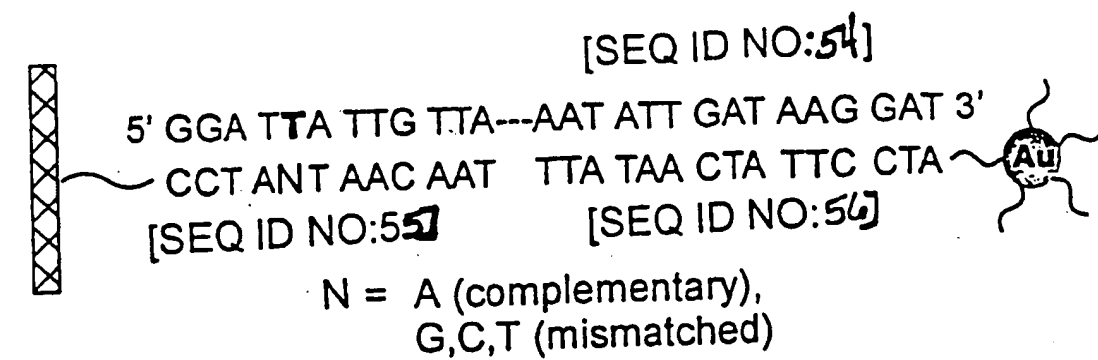 [SEQ ID NO:54]
5' GGA TTA TTG TTA---AAT ATT GAT AAG GAT 3'
CCT ANT AAC AAT TTA TAA CTA TTC CTA Au
[SEQ ID NO:55] [SEQ ID NO:56]
N = A (complementary),
G,C,T (mismatched)